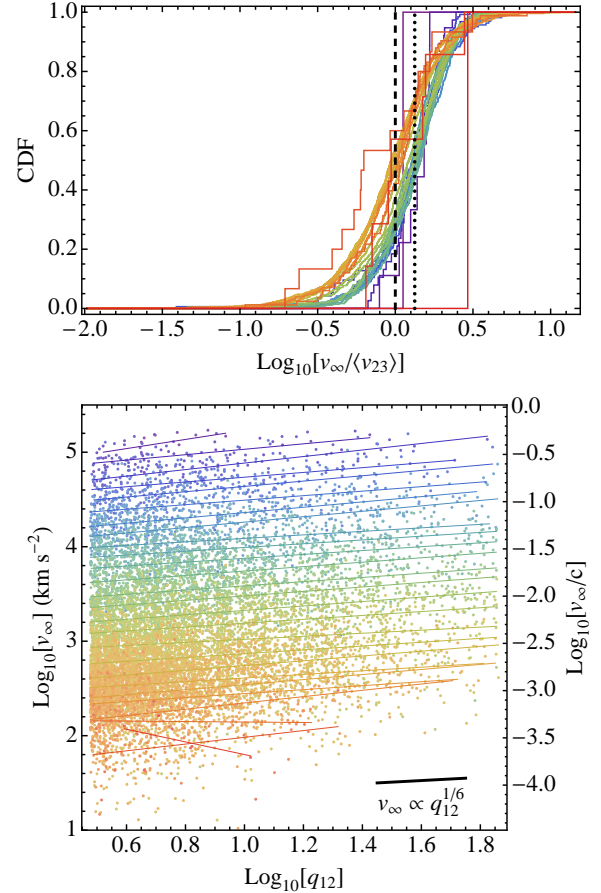 1.0
0.8
0.6
0.4
0.2
0.0
CDF
−2.0 −1.5 −1.0 −0.5 0.0 0.5 1.0
Log₁₀[v∞/⟨v₂₃⟩]
5
4
3
2
1
Log₁₀[v∞] (km s⁻²)
0.0
−0.5
−1.0
−1.5
−2.0
−2.5
−3.0
−3.5
−4.0
Log₁₀[v∞/c]
v∞ ∝ q₁₂^1/6
0.6 0.8 1.0 1.2 1.4 1.6 1.8
Log₁₀[q₁₂]